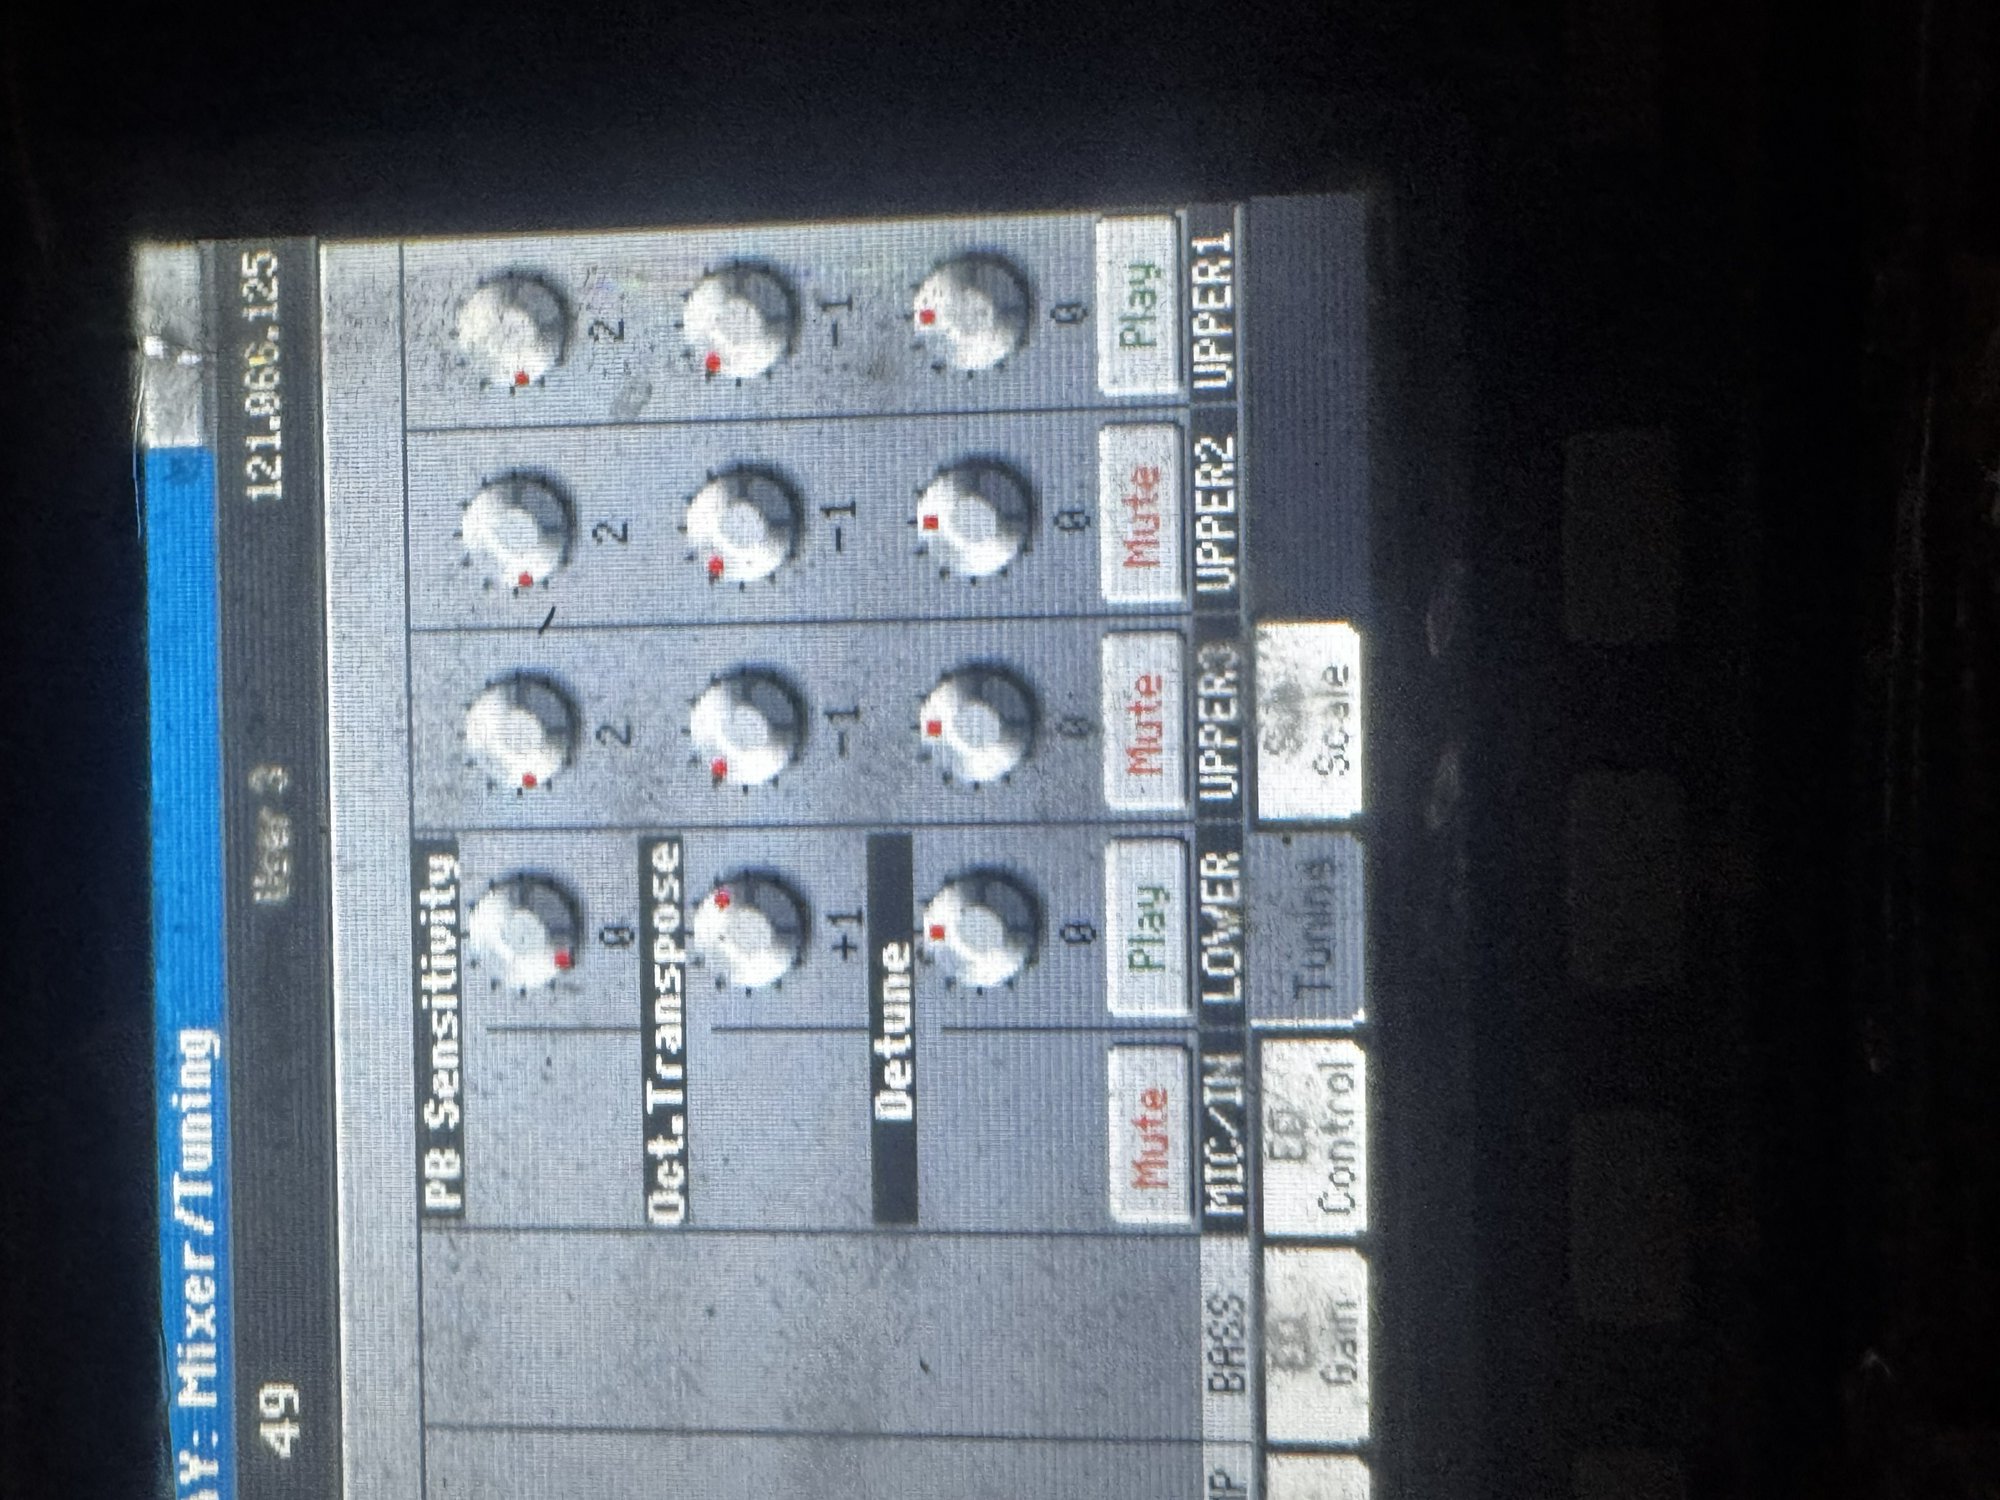 AY: Mixer/Tuning
49 User 3 121.966.125
PB Sensitivity
0 2 2 2
Oct.Transpose
+1 -1 -1 -1
Detune
0 0 0 0
Mute Play Mute Mute Play
BASS MIC/IN LOWER UPPER3 UPPER2 UPPER1
EQ Gain
EQ Control
Tuning
Scale